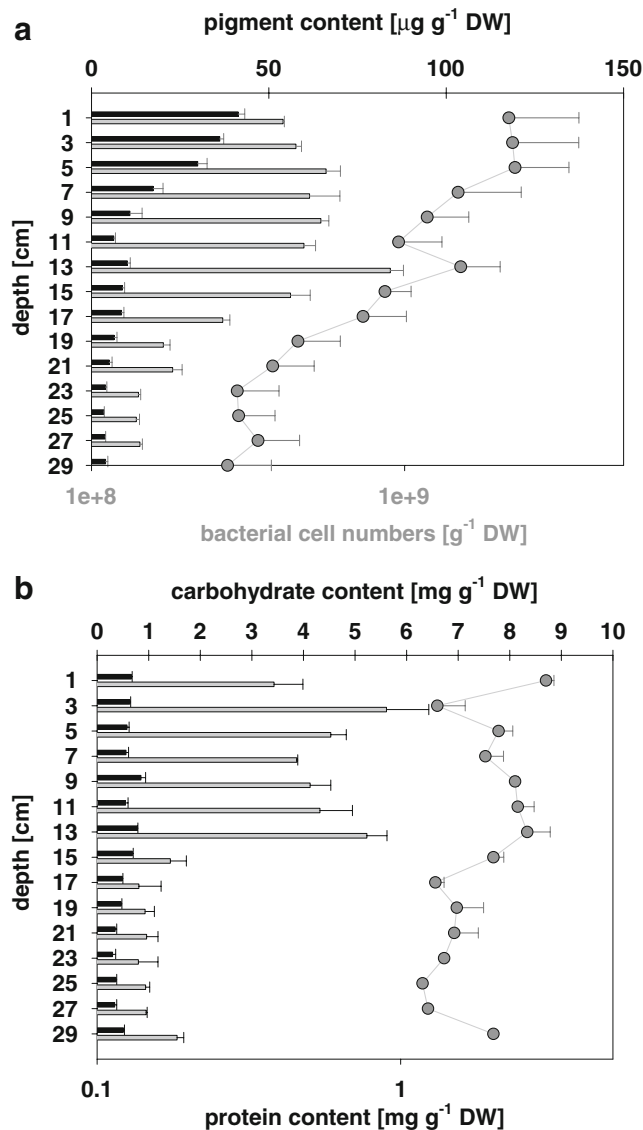 a
pigment content [µg g-1 DW]
0 50 100 150
depth [cm]
1
3
5
7
9
11
13
15
17
19
21
23
25
27
29
1e+8 1e+9
bacterial cell numbers [g-1 DW]
b
carbohydrate content [mg g-1 DW]
0 1 2 3 4 5 6 7 8 9 10
depth [cm]
1
3
5
7
9
11
13
15
17
19
21
23
25
27
29
0.1 1
protein content [mg g-1 DW]